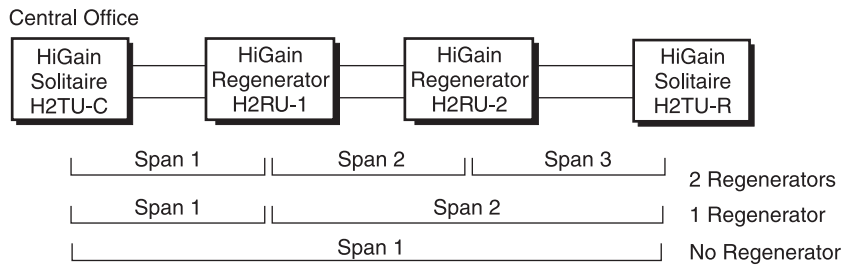 Central Office
HiGain
Solitaire
H2TU-C
HiGain
Regenerator
H2RU-1
HiGain
Regenerator
H2RU-2
HiGain
Solitaire
H2TU-R
Span 1
Span 2
Span 3
2 Regenerators
Span 1
Span 2
1 Regenerator
Span 1
No Regenerator